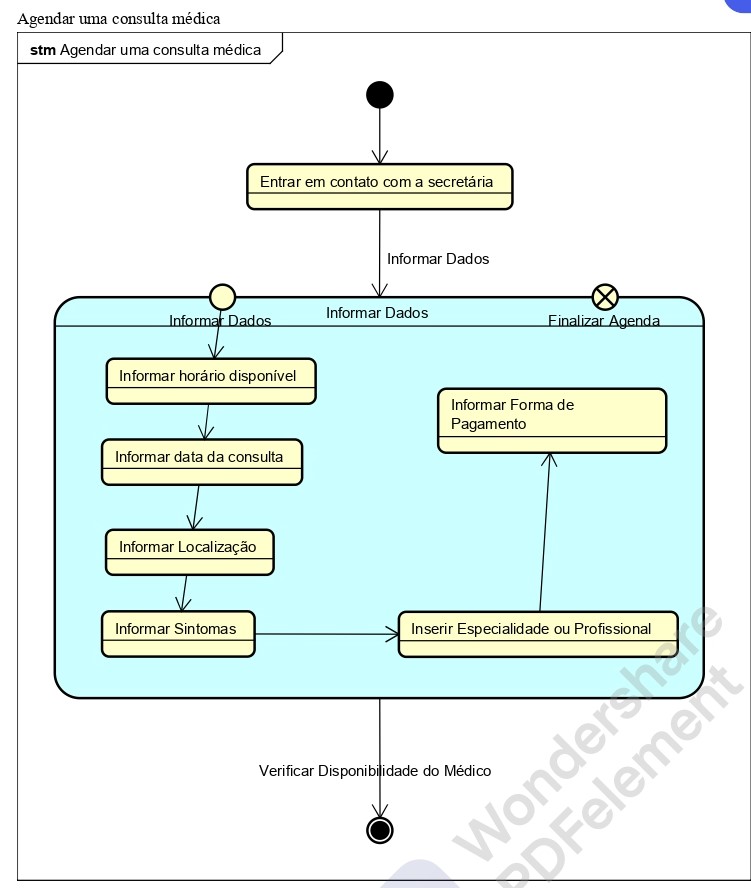 Agendar uma consulta médica
stm Agendar uma consulta médica
Entrar em contato com a secretária
Informar Dados
Informar Dados
Informar Dados
Finalizar Agenda
Informar horário disponível
Informar Forma de
Pagamento
Informar data da consulta
Informar Localização
Informar Sintomas
Inserir Especialidade ou Profissional
Verificar Disponibilidade do Médico
Wondershare
PDFelement